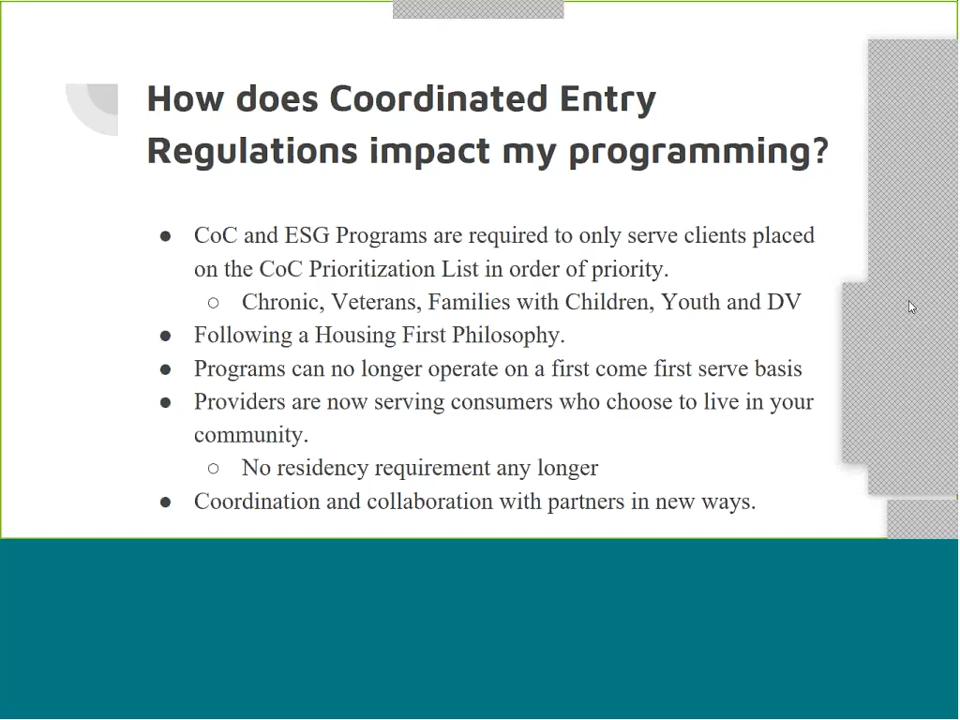 How does Coordinated Entry
Regulations impact my programming?
● CoC and ESG Programs are required to only serve clients placed
on the CoC Prioritization List in order of priority.
○ Chronic, Veterans, Families with Children, Youth and DV
● Following a Housing First Philosophy.
● Programs can no longer operate on a first come first serve basis
● Providers are now serving consumers who choose to live in your
community.
○ No residency requirement any longer
● Coordination and collaboration with partners in new ways.